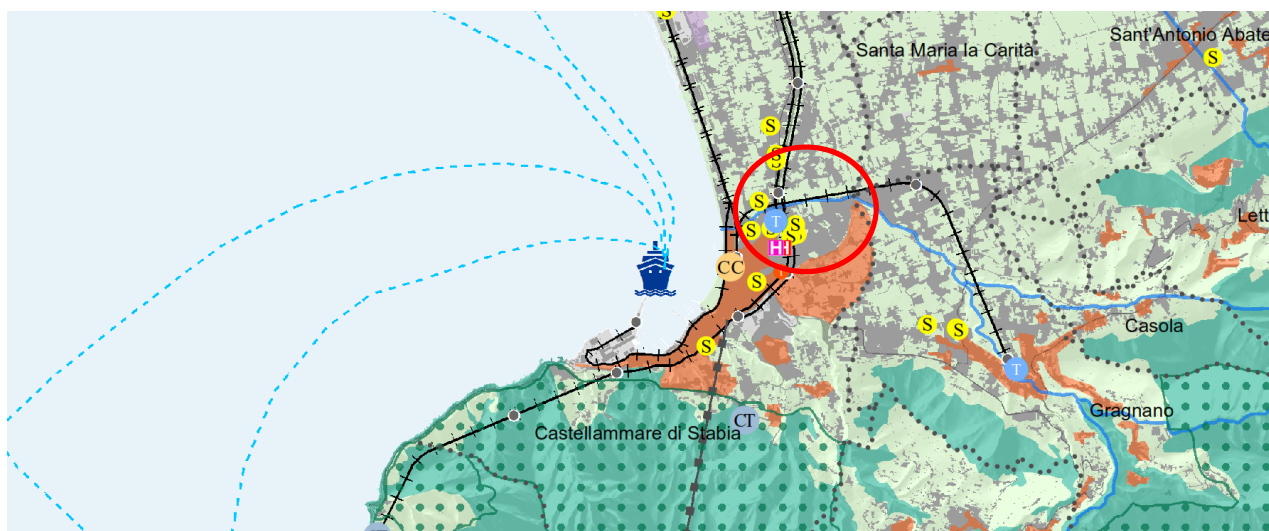 S
Sant'Antonio Abate
Santa Maria la Carità
S
S
S
S
T
S
S
S
Lett
H
CC
S
Casola
S
S
S
T
Gragnano
CT
Castellammare di Stabia